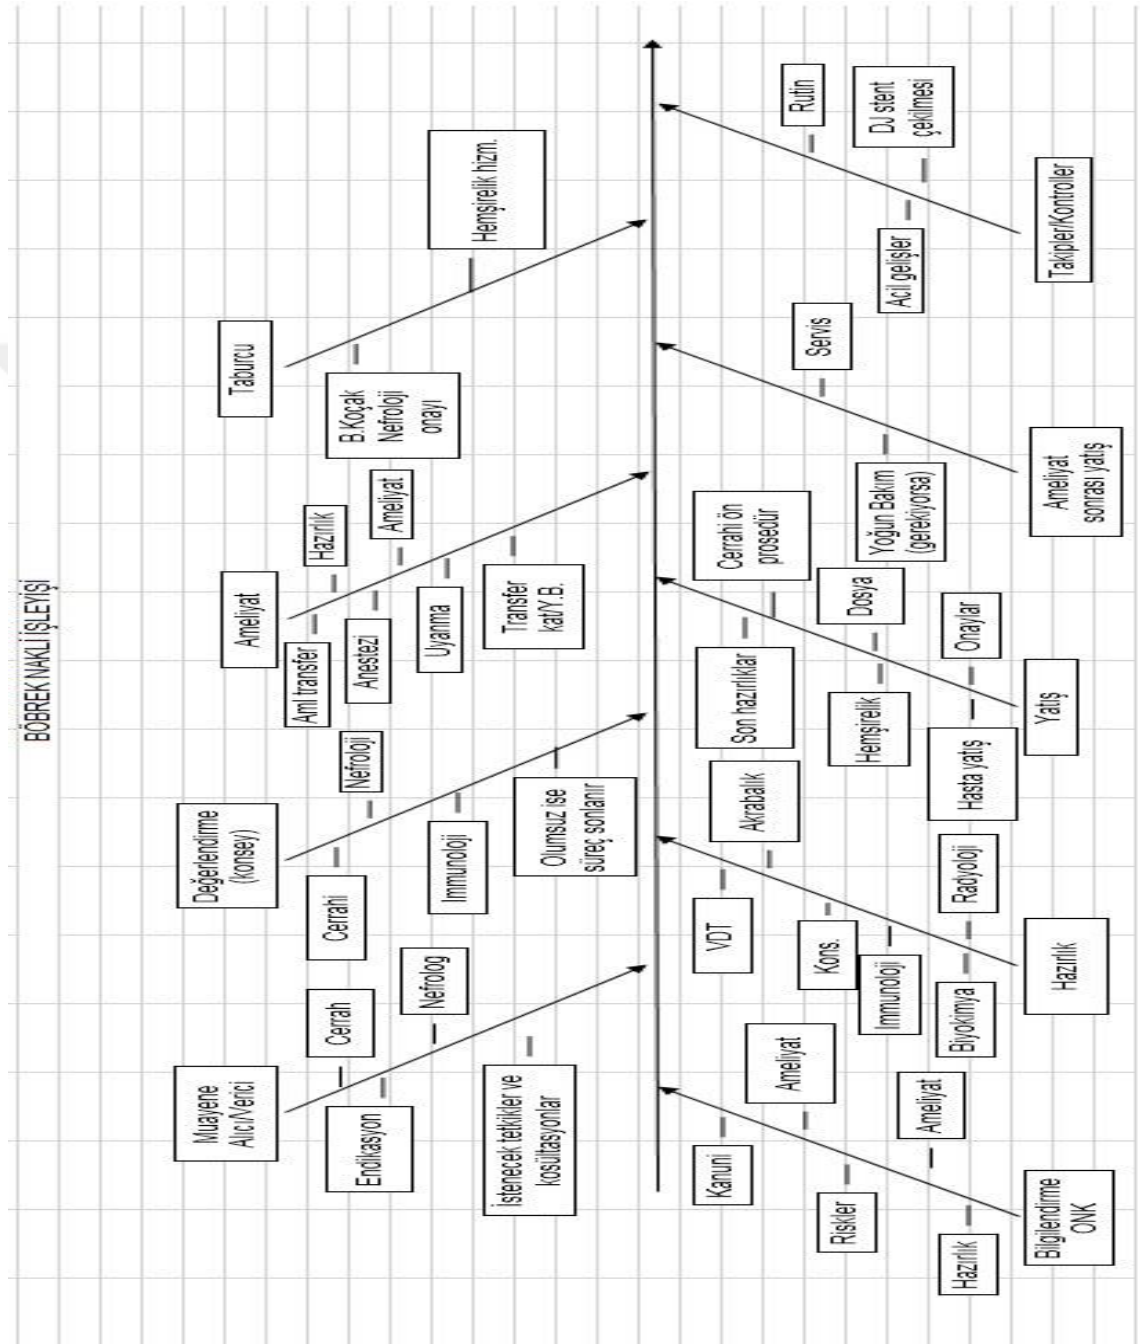 BÖBREK NAKLİ İŞLEYİŞİ
Muayene
Alıcı/Verici
Cerrah
Endikasyon
Nefrolog
İstenecek tetkikler ve
kosültasyonlar
Değerlendirme
(konsey)
Cerrahi
Nefroloji
Immunoloji
Olumsuz ise
süreç sonlanır
Ameliyat
Aml transfer
Hazırlık
Anestezi
Ameliyat
Uyanma
Transfer
kat/Y.B.
Taburcu
B.Koçak
Nefroloji
onayı
Hemşirelik hizm.
Kanuni
Ameliyat
Riskler
Ameliyat
Hazırlık
Bilgilendirme
ONK
VDT
Akrabalık
Kons.
Immunoloji
Biyokimya
Radyoloji
Hazırlık
Son hazırlıklar
Cerrahi ön
prosedür
Hemşirelik
Dosya
Hasta yatış
Onaylar
Yatış
Servis
Yoğun Bakım
(gerekiyorsa)
Ameliyat
sonrası yatış
Rutin
Acil gelişler
DJ stent
çekilmesi
Takipler/Kontroller